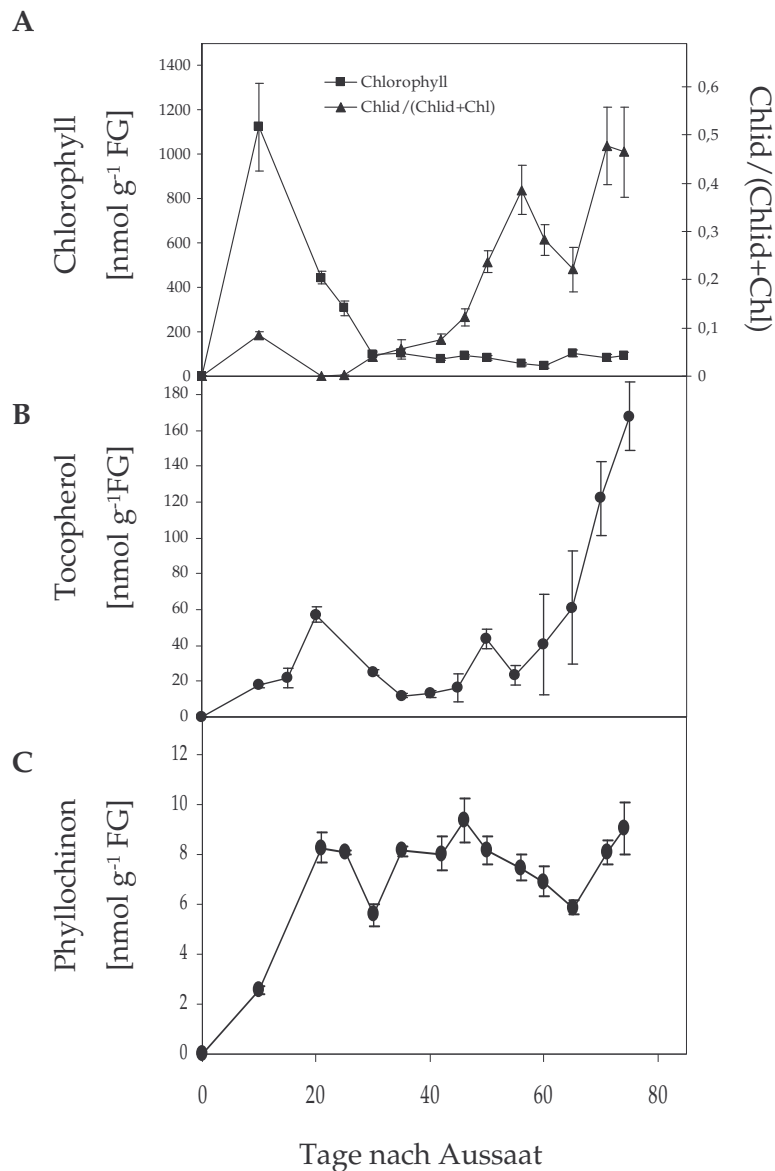 A
Chlorophyll
[nmol g⁻¹ FG]
1400
1200
1000
800
600
400
200
0
Chlorophyll
Chlid/(Chlid+Chl)
0,6
0,5
0,4
0,3
0,2
0,1
0
Chlid/(Chlid+Chl)
B
Tocopherol
[nmol g⁻¹FG]
180
160
140
120
100
80
60
40
20
0
C
Phyllochinon
[nmol g⁻¹ FG]
12
10
8
6
4
2
0
0 20 40 60 80
Tage nach Aussaat